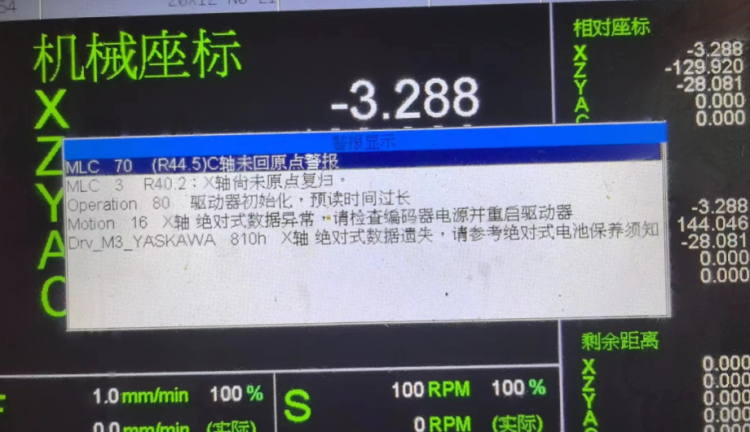 机械坐标
相对坐标
X
-3.288
X
-3.288
Z
-129.920
Y
-28.081
A
0.000
0.000
警报显示
MLC 70 (R44.5)C轴未回原点警报
MLC 3 R40.2：X轴尚未原点复归。
Operation 80 驱动器初始化，预读时间过长
Motion 16 X轴 绝对式数据异常，请检查编码器电源并重启驱动器
Drv_M3_YASKAWA 810h X轴 绝对式数据遗失，请参考绝对式电池保养须知
Z
Y
A
C
-3.288
144.046
-28.081
0.000
0.000
剩余距离
X
0.000
Z
0.000
Y
0.000
A
0.000
1.0 mm/min 100 %
S
100 RPM 100 %
0.0 mm/min (实际)
0 RPM (实际)